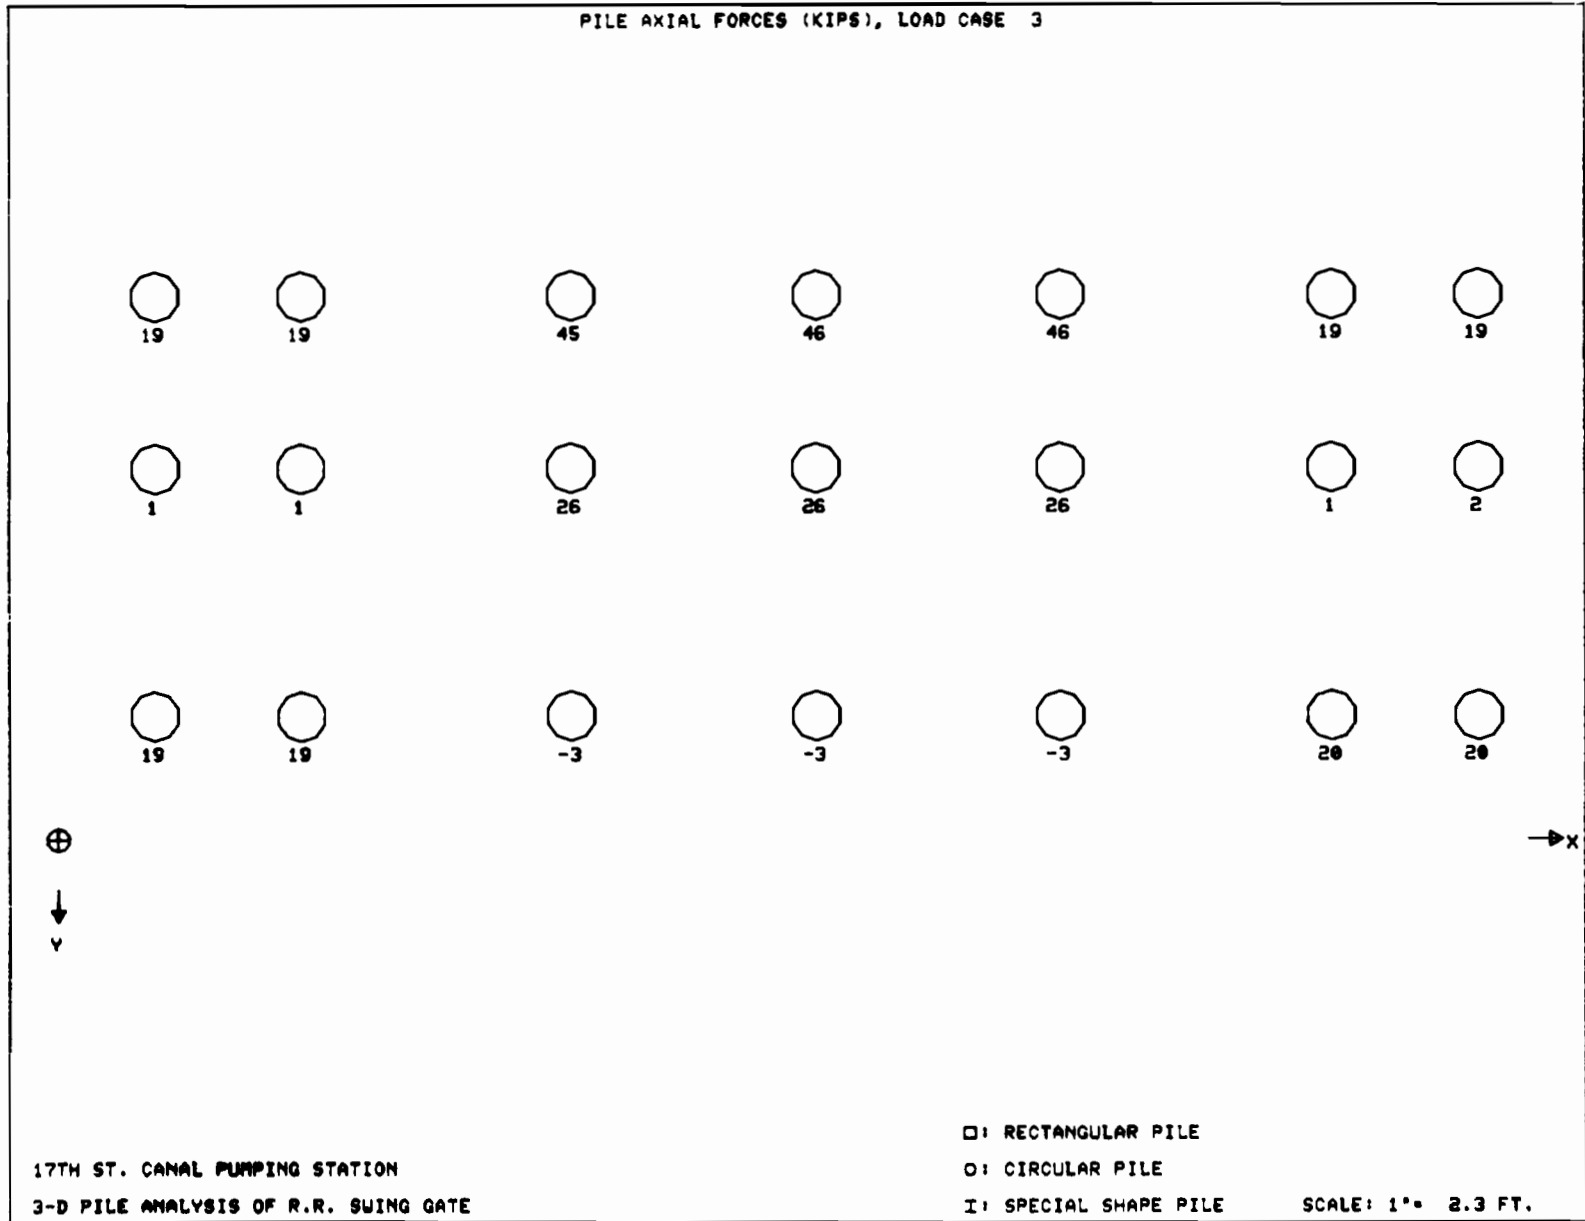 PILE AXIAL FORCES (KIPS), LOAD CASE 3
19 19 45 46 46 19 19
1 1 26 26 26 1 2
19 19 -3 -3 -3 20 20
X
Y
□: RECTANGULAR PILE
17TH ST. CANAL PUMPING STATION
O: CIRCULAR PILE
3-D PILE ANALYSIS OF R.R. SWING GATE
I: SPECIAL SHAPE PILE
SCALE: 1"= 2.3 FT.